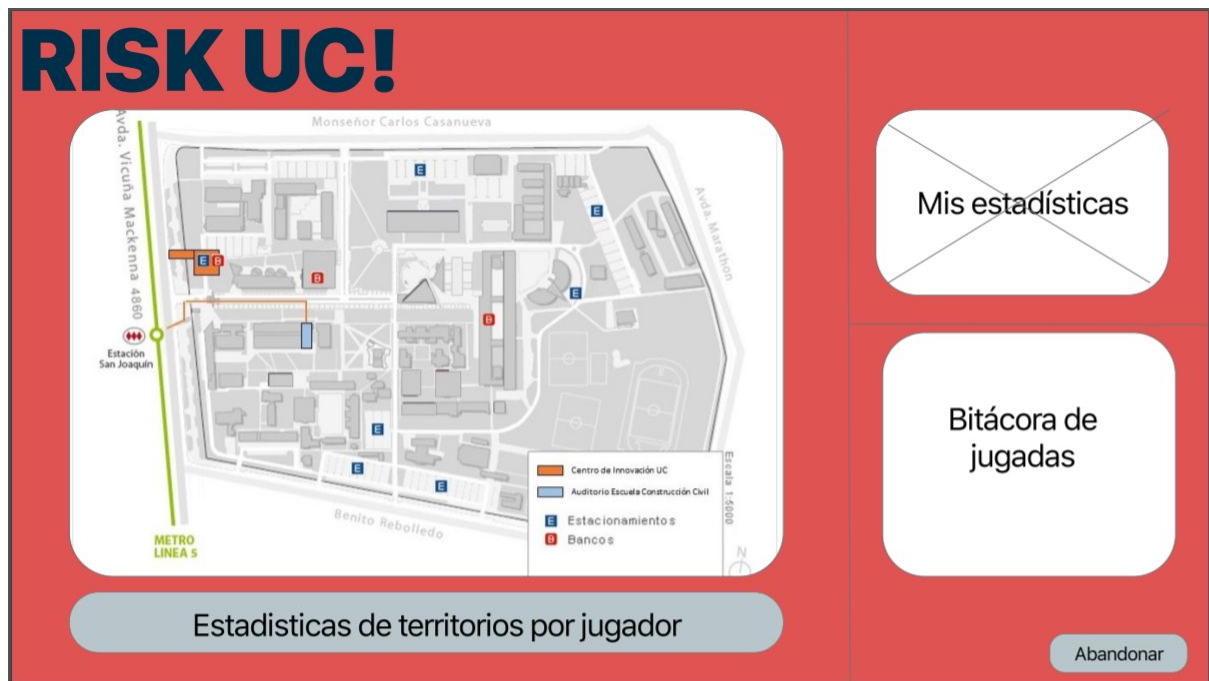 RISK UC!
Monseñor Carlos Casanueva
Avda. Vicuña Mackenna 4860
Avda. Marathon
E
E
E
B
B
E
B
Estación
San Joaquín
E
E
E
Escala 1:5000
Centro de Innovación UC
Auditorio Escuela Construcción Civil
E Estacionamientos
B Bancos
Benito Rebolledo
METRO
LINEA 5
N
Mis estadísticas
Bitácora de
jugadas
Estadisticas de territorios por jugador
Abandonar